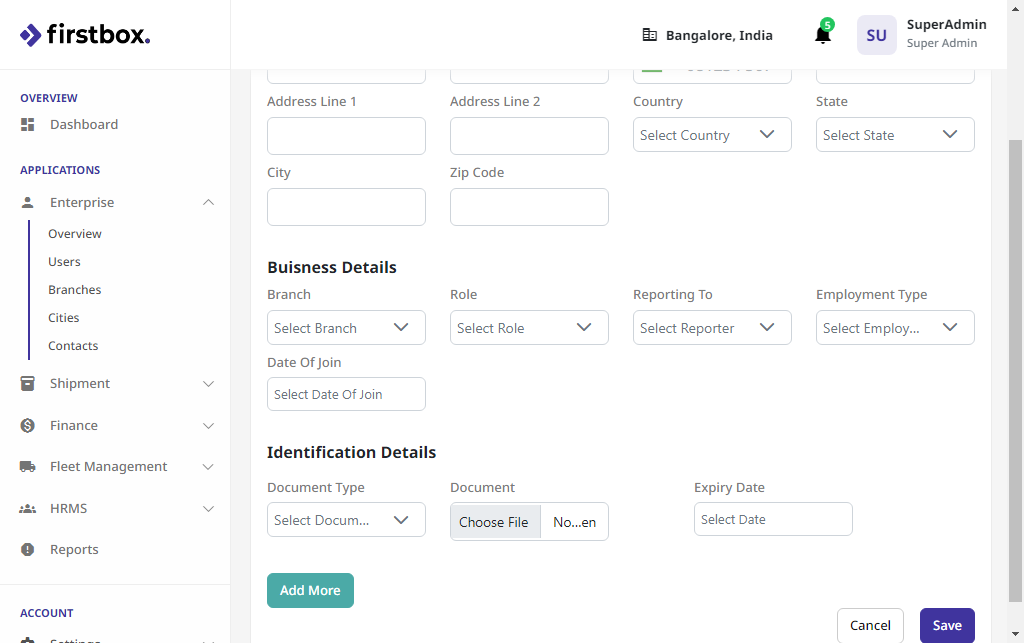 firstbox.
Bangalore, India
5
SU
SuperAdmin
Super Admin
OVERVIEW
Dashboard
APPLICATIONS
Enterprise
Overview
Users
Branches
Cities
Contacts
Shipment
Finance
Fleet Management
HRMS
Reports
ACCOUNT
Settings
Address Line 1
Address Line 2
Country
State
Select Country
Select State
City
Zip Code
Buisness Details
Branch
Role
Reporting To
Employment Type
Select Branch
Select Role
Select Reporter
Select Employ...
Date Of Join
Select Date Of Join
Identification Details
Document Type
Document
Expiry Date
Select Docum...
Choose File
No...en
Select Date
Add More
Cancel
Save